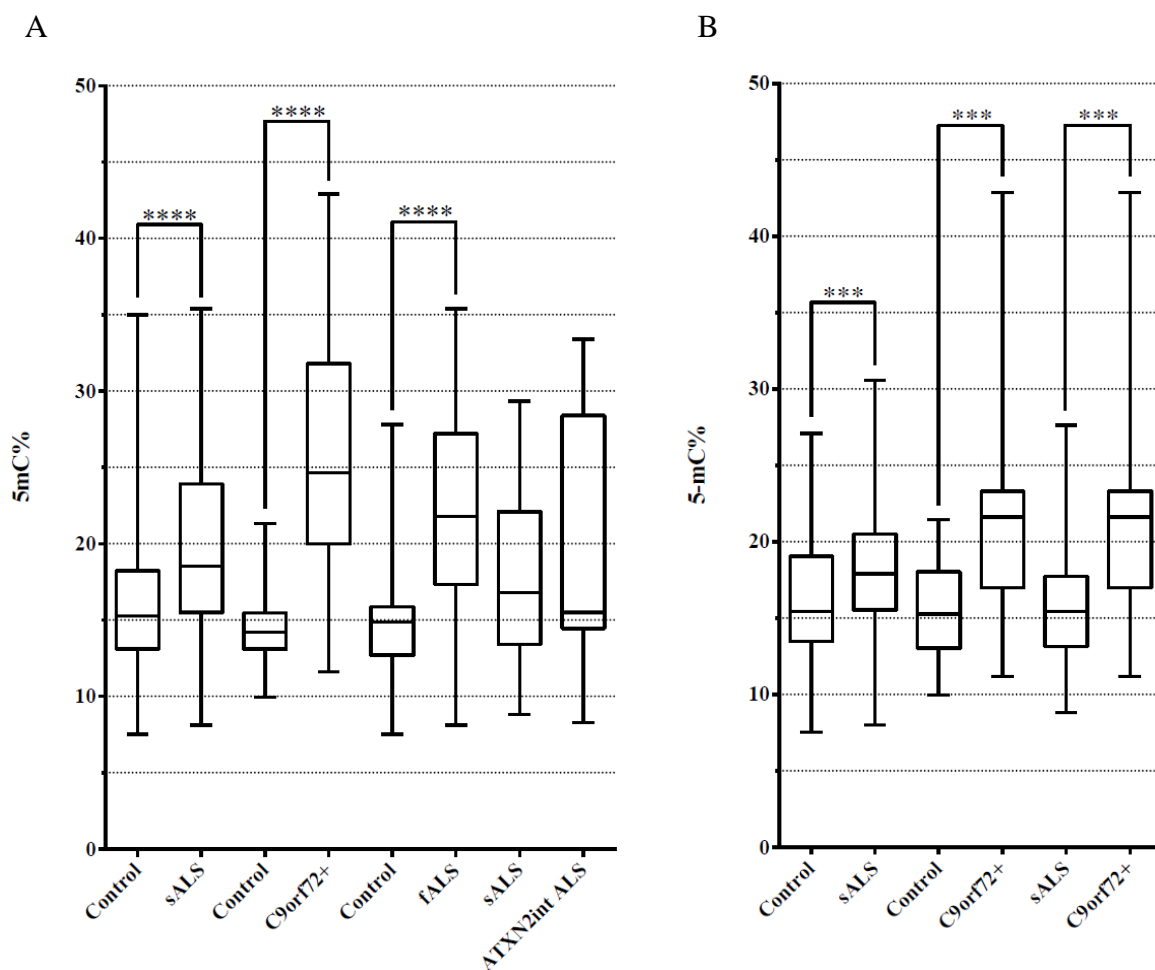 A
B
5mC%
50
40
30
20
10
0
****
****
****
Control
sALS
Control
C9orf72+
Control
fALS
sALS
ATXN2int ALS
5-mC%
50
40
30
20
10
0
***
***
***
Control
sALS
Control
C9orf72+
sALS
C9orf72+